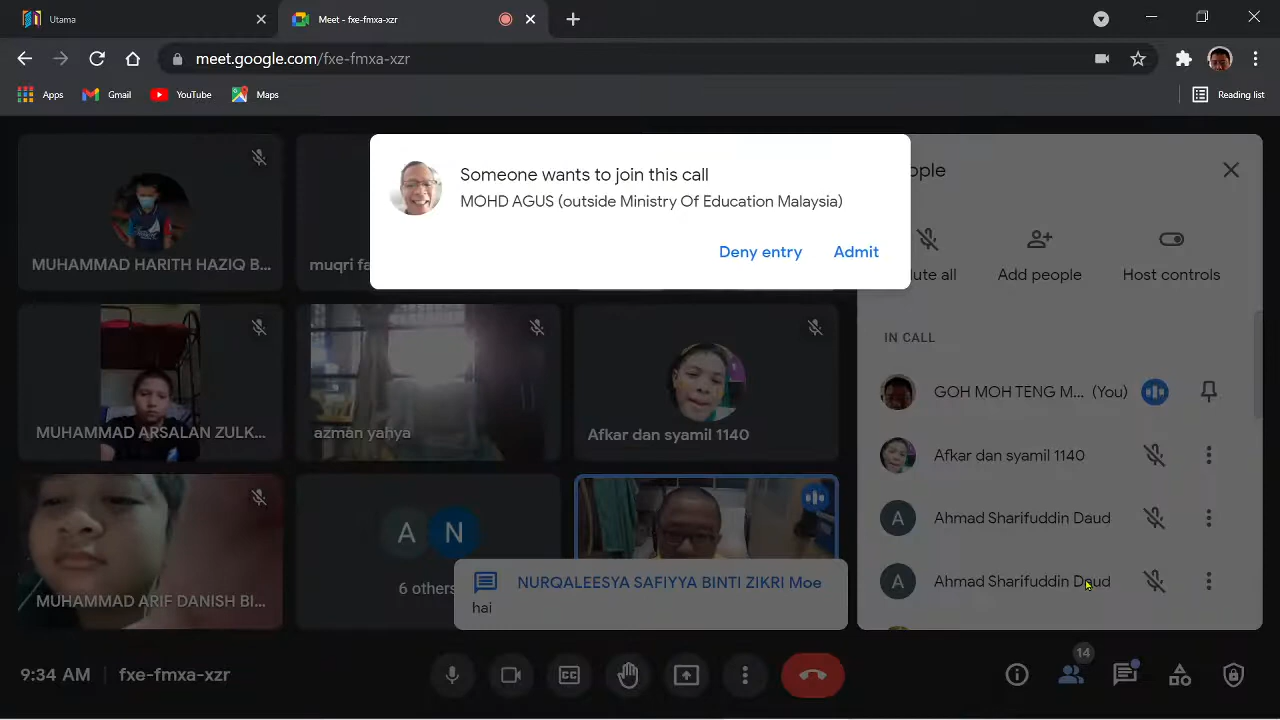 Utama
Meet - fxe-fmxa-xzr
meet.google.com/fxe-fmxa-xzr
Apps
Gmail
YouTube
Maps
Reading list
Someone wants to join this call
MOHD AGUS (outside Ministry Of Education Malaysia)
Deny entry
Admit
MUHAMMAD HARITH HAZIQ B...
muqri fa
ople
ute all
Add people
Host controls
IN CALL
MUHAMMAD ARSALAN ZULK...
azman yahya
Afkar dan syamil 1140
GOH MOH TENG M... (You)
Afkar dan syamil 1140
A
Ahmad Sharifuddin Daud
A
Ahmad Sharifuddin Daud
MUHAMMAD ARIF DANISH BI...
A
N
6 others
NURQALEESYA SAFIYYA BINTI ZIKRI Moe
hai
9:34 AM
fxe-fmxa-xzr
CC
14